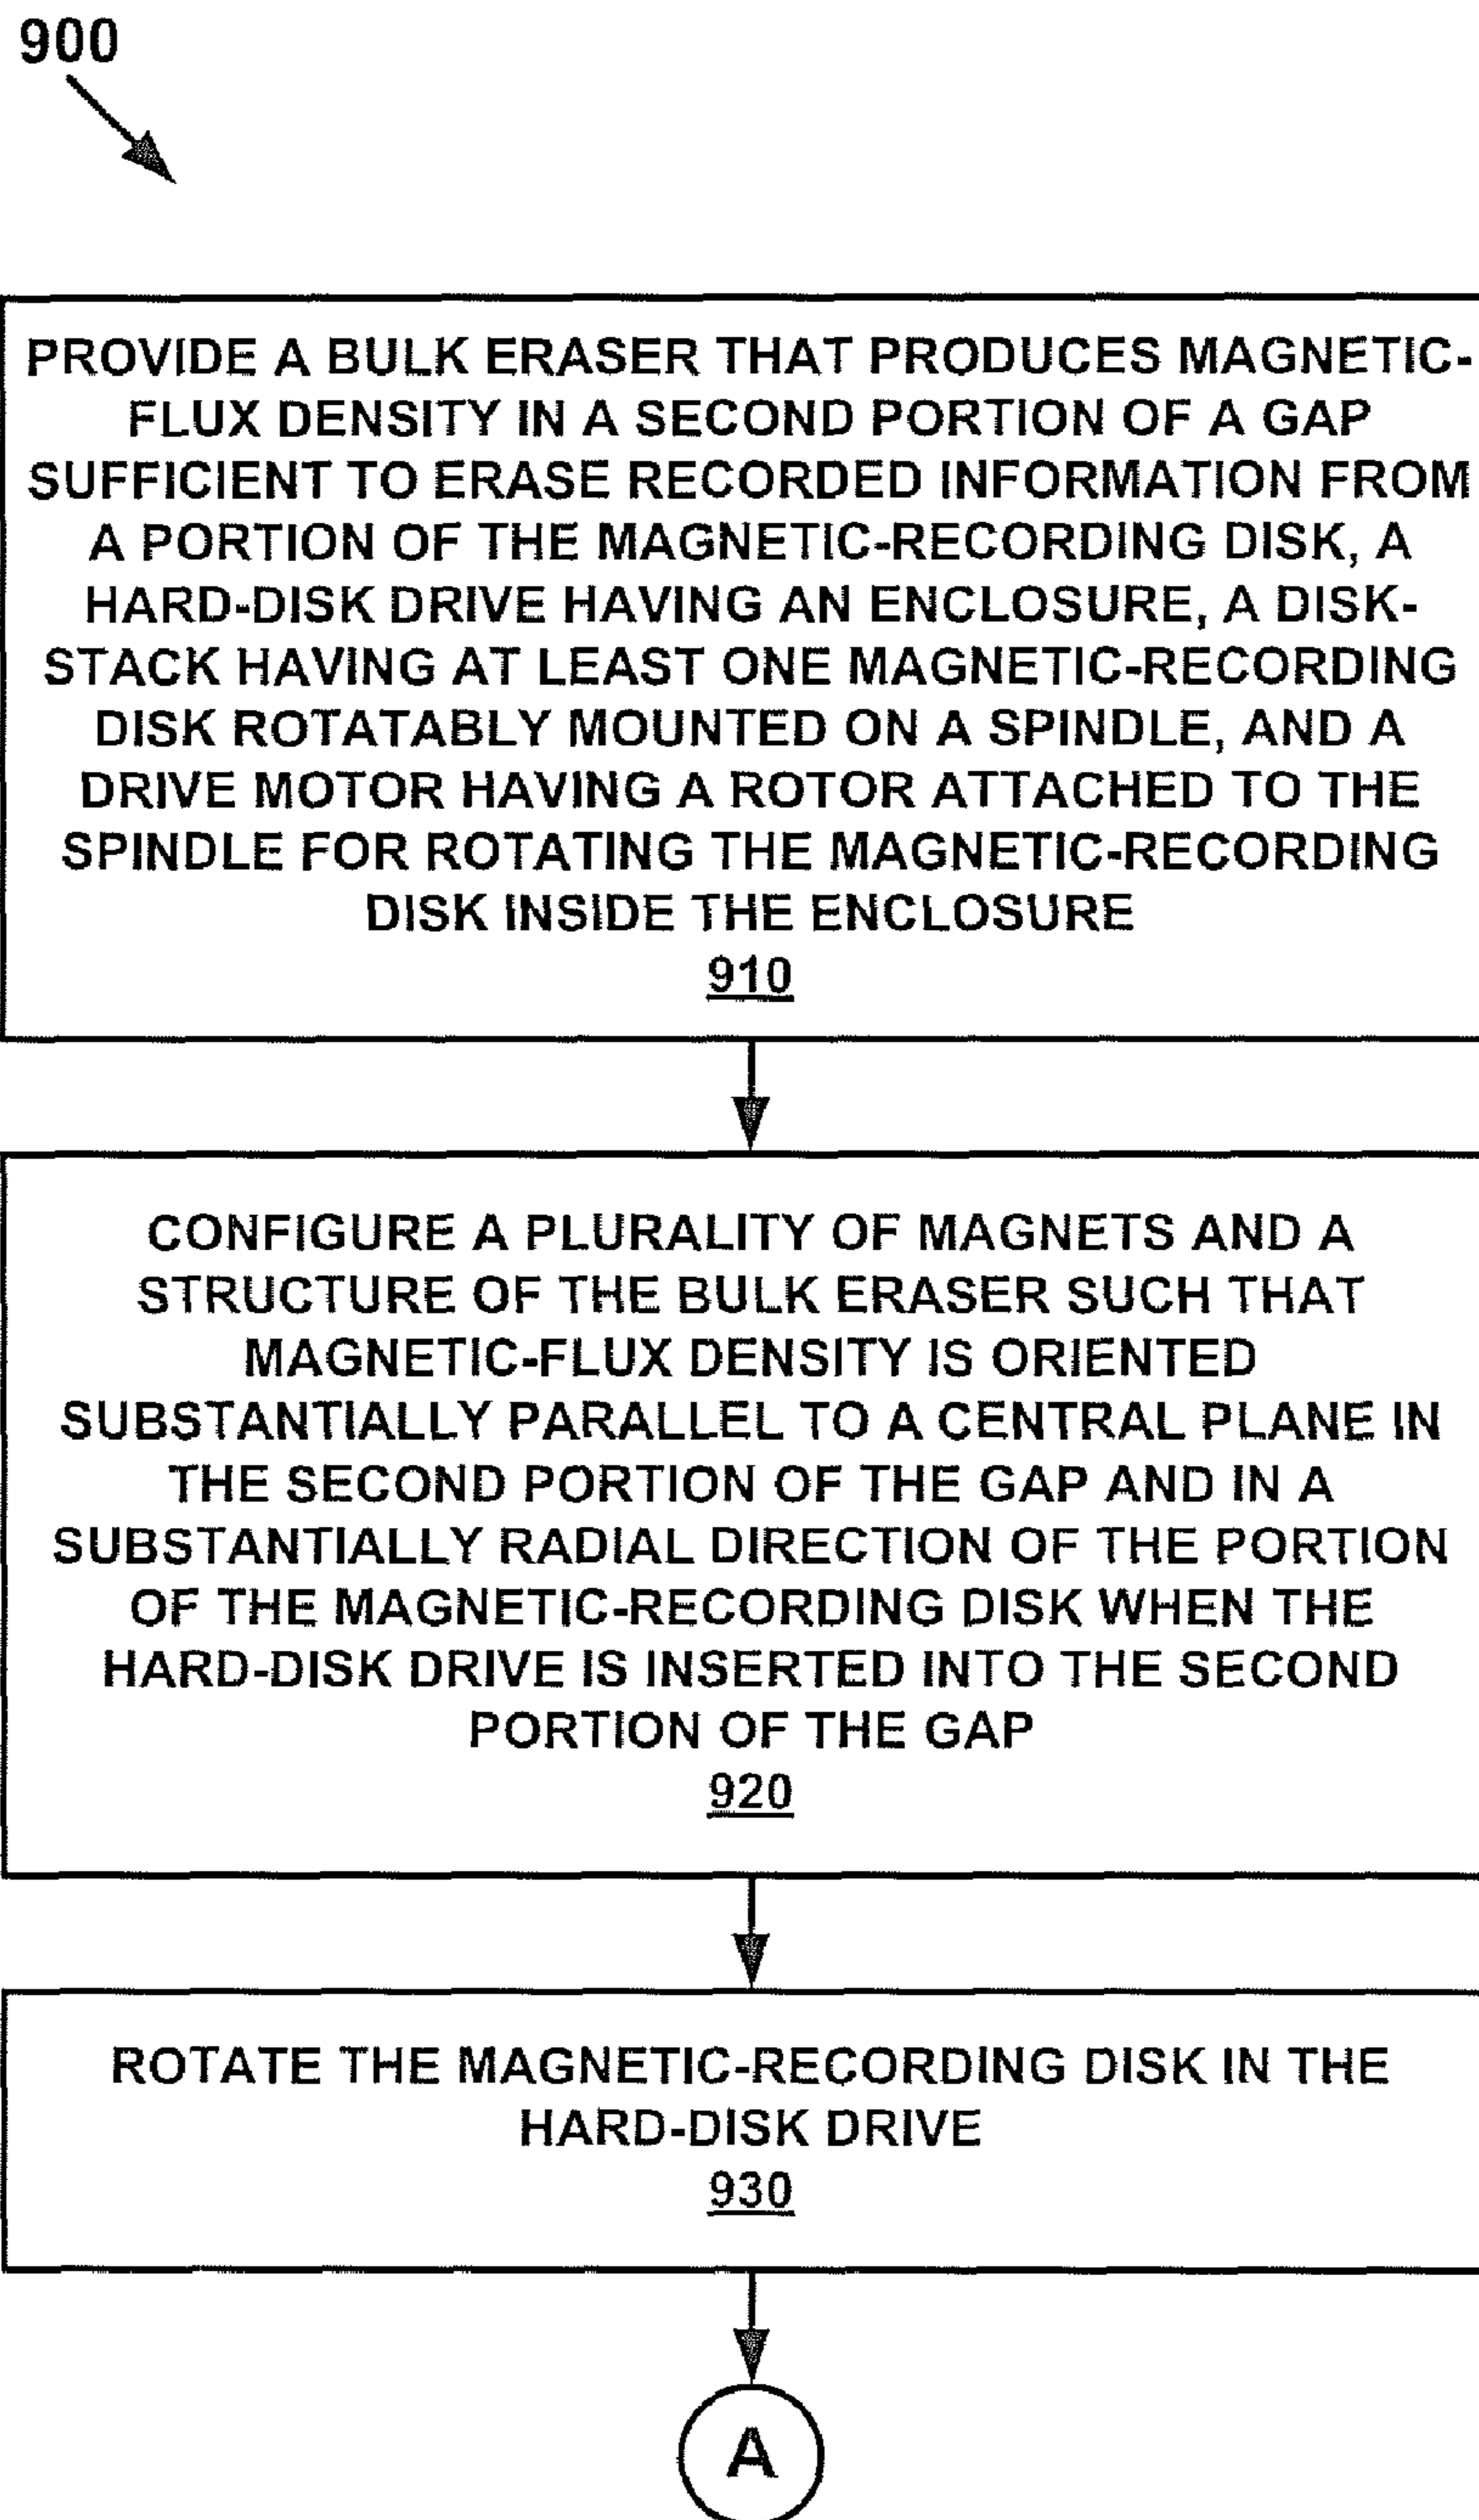 900
PROVIDE A BULK ERASER THAT PRODUCES MAGNETIC-
FLUX DENSITY IN A SECOND PORTION OF A GAP
SUFFICIENT TO ERASE RECORDED INFORMATION FROM
A PORTION OF THE MAGNETIC-RECORDING DISK, A
HARD-DISK DRIVE HAVING AN ENCLOSURE, A DISK-
STACK HAVING AT LEAST ONE MAGNETIC-RECORDING
DISK ROTATABLY MOUNTED ON A SPINDLE, AND A
DRIVE MOTOR HAVING A ROTOR ATTACHED TO THE
SPINDLE FOR ROTATING THE MAGNETIC-RECORDING
DISK INSIDE THE ENCLOSURE
910
CONFIGURE A PLURALITY OF MAGNETS AND A
STRUCTURE OF THE BULK ERASER SUCH THAT
MAGNETIC-FLUX DENSITY IS ORIENTED
SUBSTANTIALLY PARALLEL TO A CENTRAL PLANE IN
THE SECOND PORTION OF THE GAP AND IN A
SUBSTANTIALLY RADIAL DIRECTION OF THE PORTION
OF THE MAGNETIC-RECORDING DISK WHEN THE
HARD-DISK DRIVE IS INSERTED INTO THE SECOND
PORTION OF THE GAP
920
ROTATE THE MAGNETIC-RECORDING DISK IN THE
HARD-DISK DRIVE
930
A